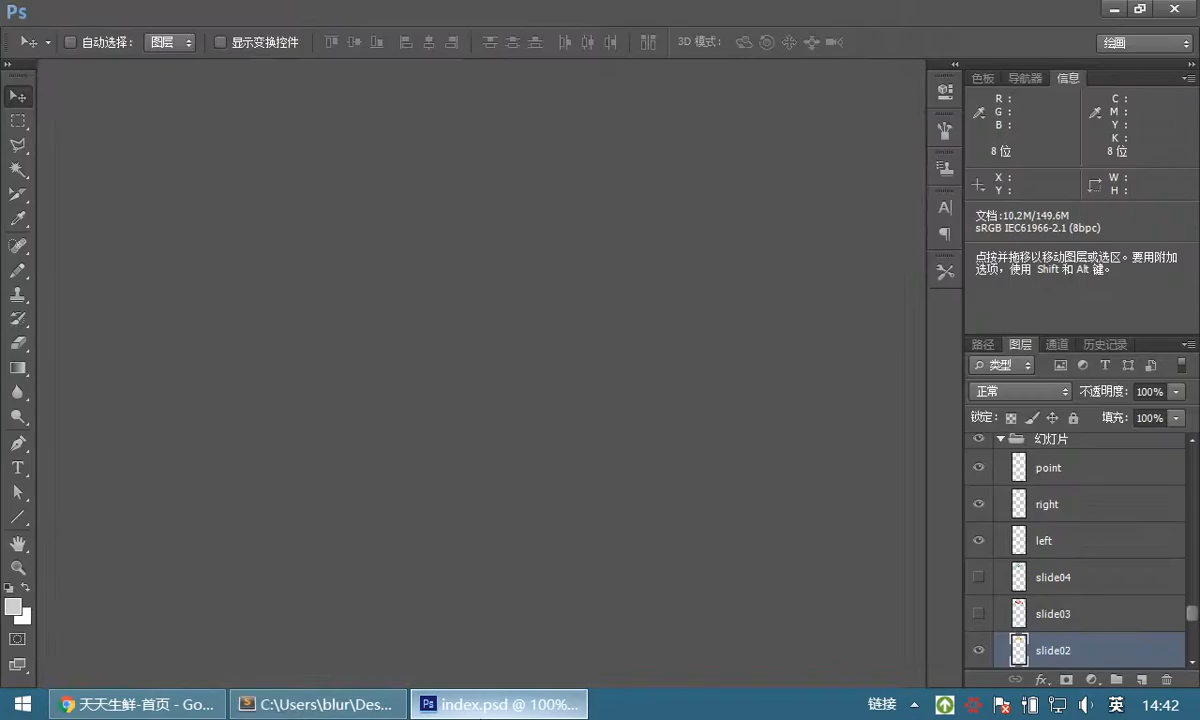 Ps
自动选择：
图层
显示变换控件
3D 模式：
绘画
色板
导航器
信息
R :
G :
B :
8 位
C :
M :
Y :
K :
8 位
X :
Y :
W :
H :
文档:10.2M/149.6M
sRGB IEC61966-2.1 (8bpc)
点按并拖移以移动图层或选区。要用附加
选项，使用 Shift 和 Alt 键。
路径
图层
通道
历史记录
类型
正常
不透明度:
100%
锁定:
填充:
100%
幻灯片
point
right
left
slide04
slide03
slide02
天天生鲜-首页 - Go...
C:\Users\blur\Des...
index.psd @ 100%...
链接
英
14:42